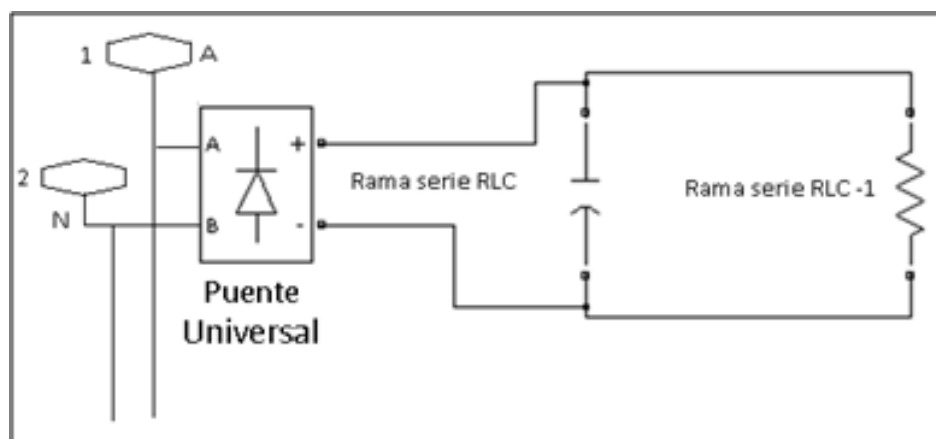 1 A
A +
Rama serie RLC
Rama serie RLC -1
2
N
B -
Puente
Universal